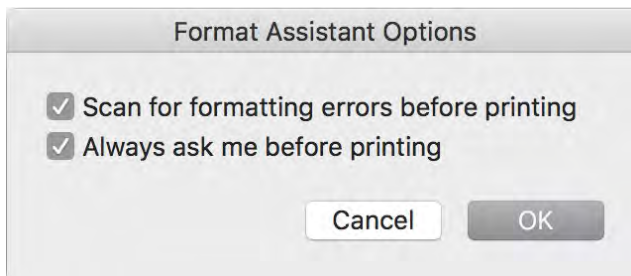 Format Assistant Options
Scan for formatting errors before printing
Always ask me before printing
Cancel OK